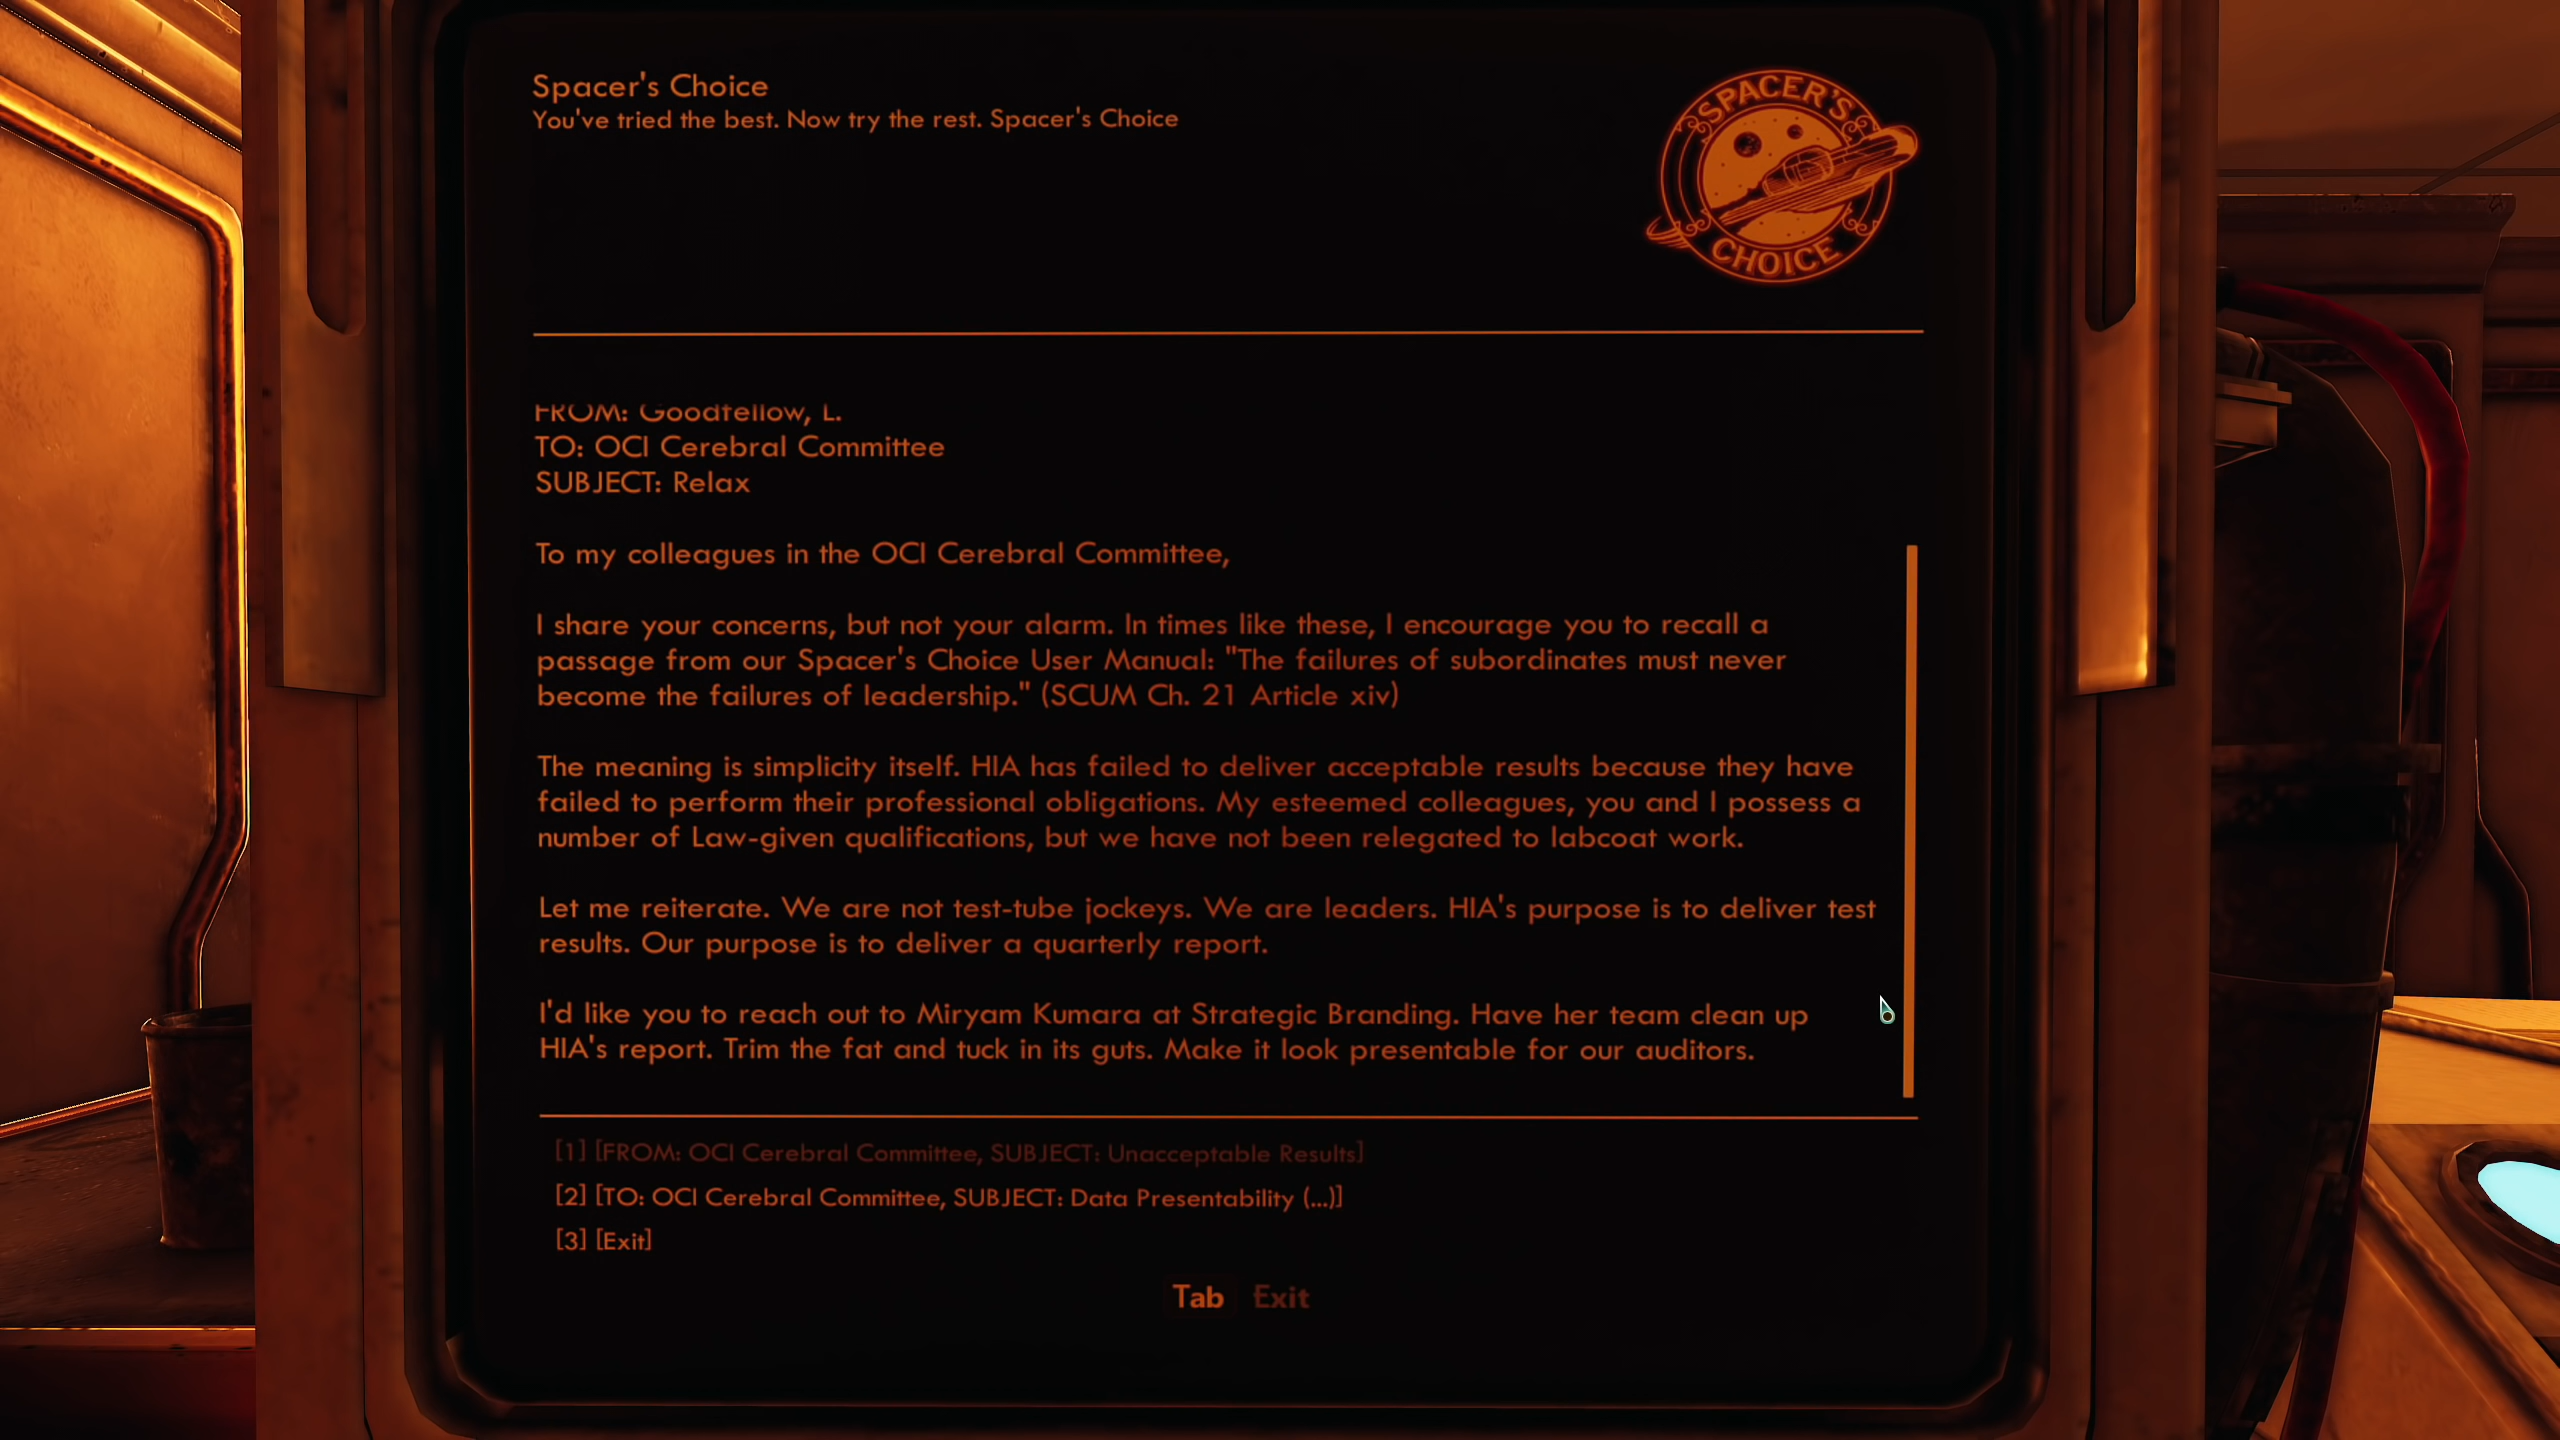 Spacer's Choice
You've tried the best. Now try the rest. Spacer's Choice
SPACER'S
CHOICE
FROM: Goodfellow, L.
TO: OCI Cerebral Committee
SUBJECT: Relax
To my colleagues in the OCI Cerebral Committee,
I share your concerns, but not your alarm. In times like these, I encourage you to recall a
passage from our Spacer's Choice User Manual: "The failures of subordinates must never
become the failures of leadership." (SCUM Ch. 21 Article xiv)
The meaning is simplicity itself. HIA has failed to deliver acceptable results because they have
failed to perform their professional obligations. My esteemed colleagues, you and I possess a
number of Law-given qualifications, but we have not been relegated to labcoat work.
Let me reiterate. We are not test-tube jockeys. We are leaders. HIA's purpose is to deliver test
results. Our purpose is to deliver a quarterly report.
I'd like you to reach out to Miryam Kumara at Strategic Branding. Have her team clean up
HIA's report. Trim the fat and tuck in its guts. Make it look presentable for our auditors.
[1] [FROM: OCI Cerebral Committee, SUBJECT: Unacceptable Results]
[2] [TO: OCI Cerebral Committee, SUBJECT: Data Presentability (...)]
[3] [Exit]
Tab Exit